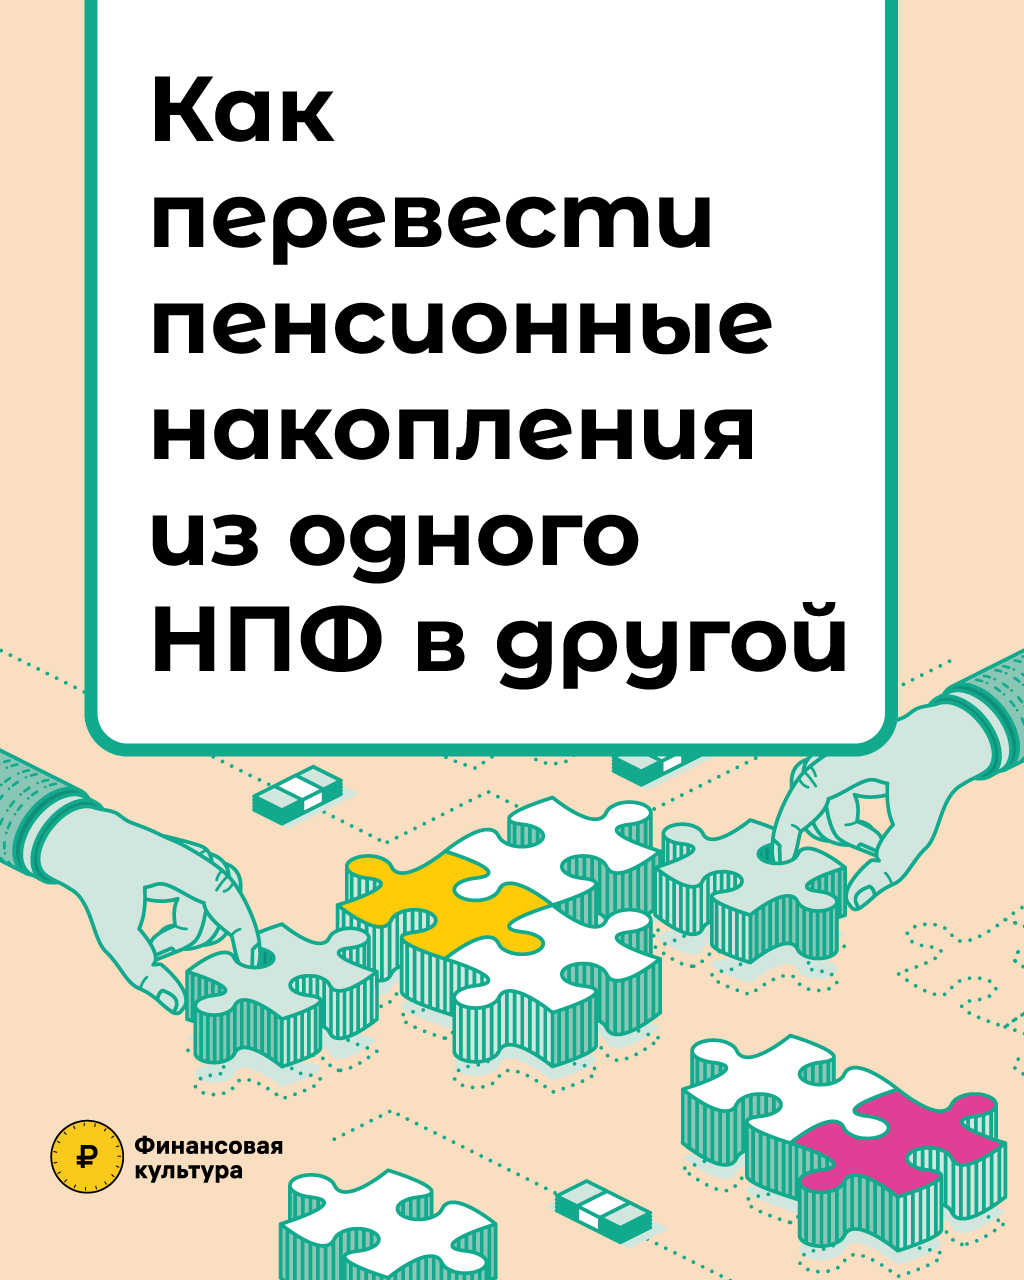 Как
перевести
пенсионные
накопления
из одного
НПФ в другой
₽
Финансовая
культура